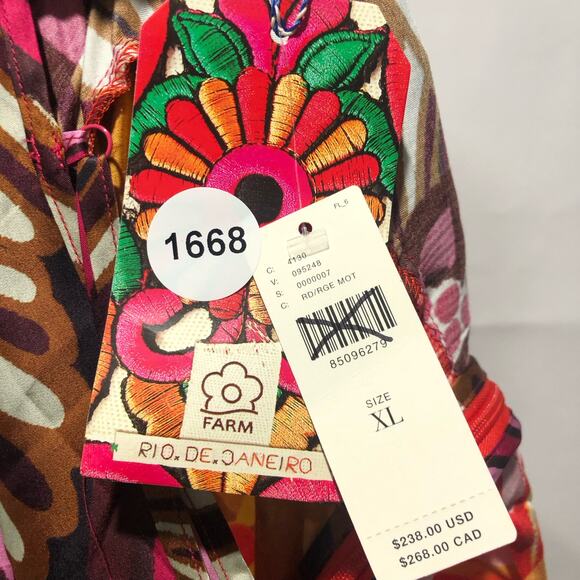 1668
FARM
RIO.DE.JANEIRO
FL_6
C: 4190
V: 095248
S: 0000007
C: RD/RGE MOT
85096279
SIZE
XL
$238.00 USD
$268.00 CAD